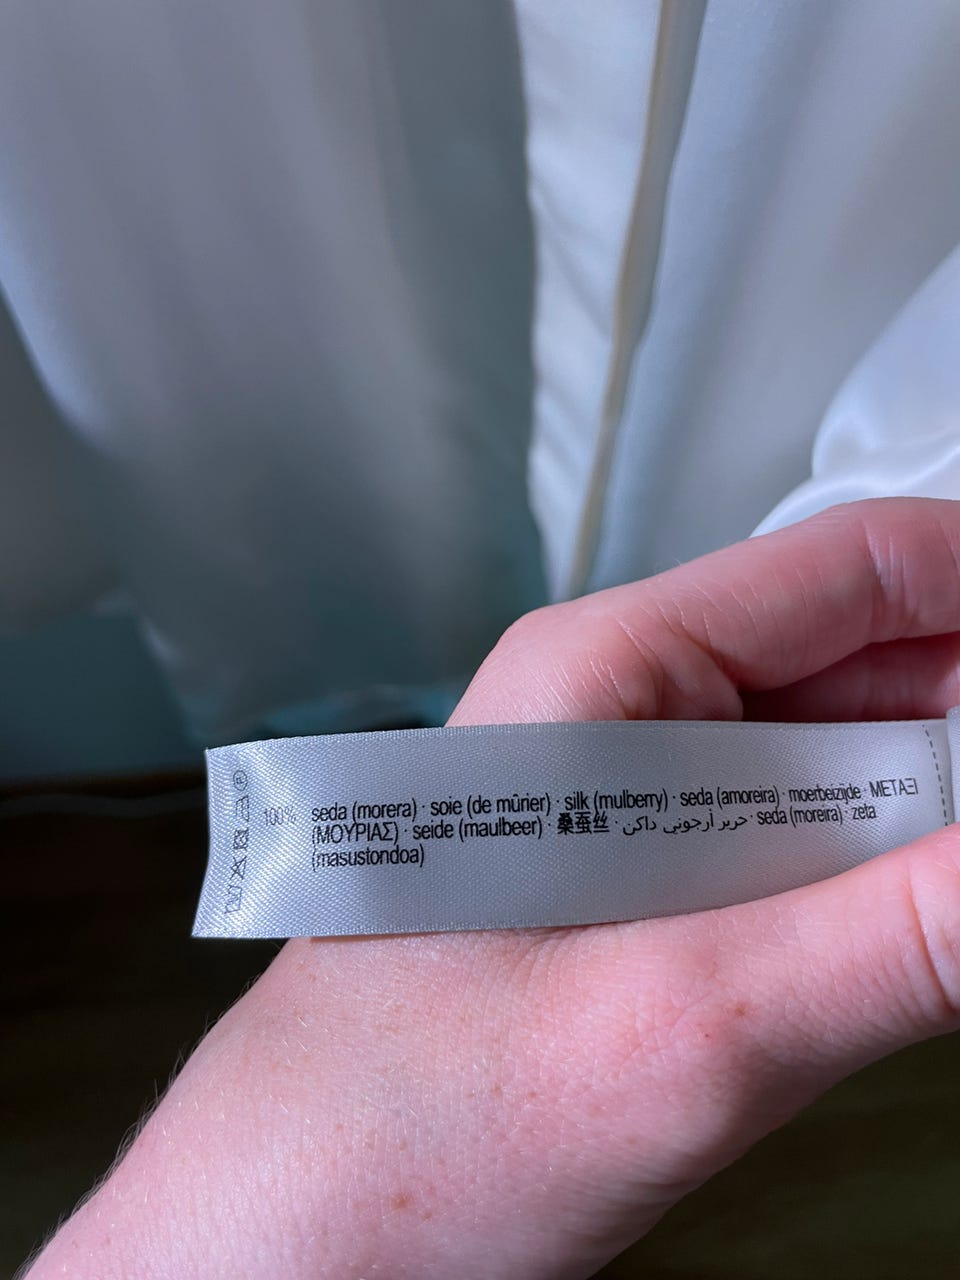 100% seda (morera) · soie (de mûrier) · silk (mulberry) · seda (amoreira) · moerbeizijde · ΜΕΤΑΞΙ
(ΜΟΥΡΙΑΣ) · seide (maulbeer) · 桑蚕丝 · حرير أرجوني داكن · seda (moreira) · zeta
(masustondoa)
P